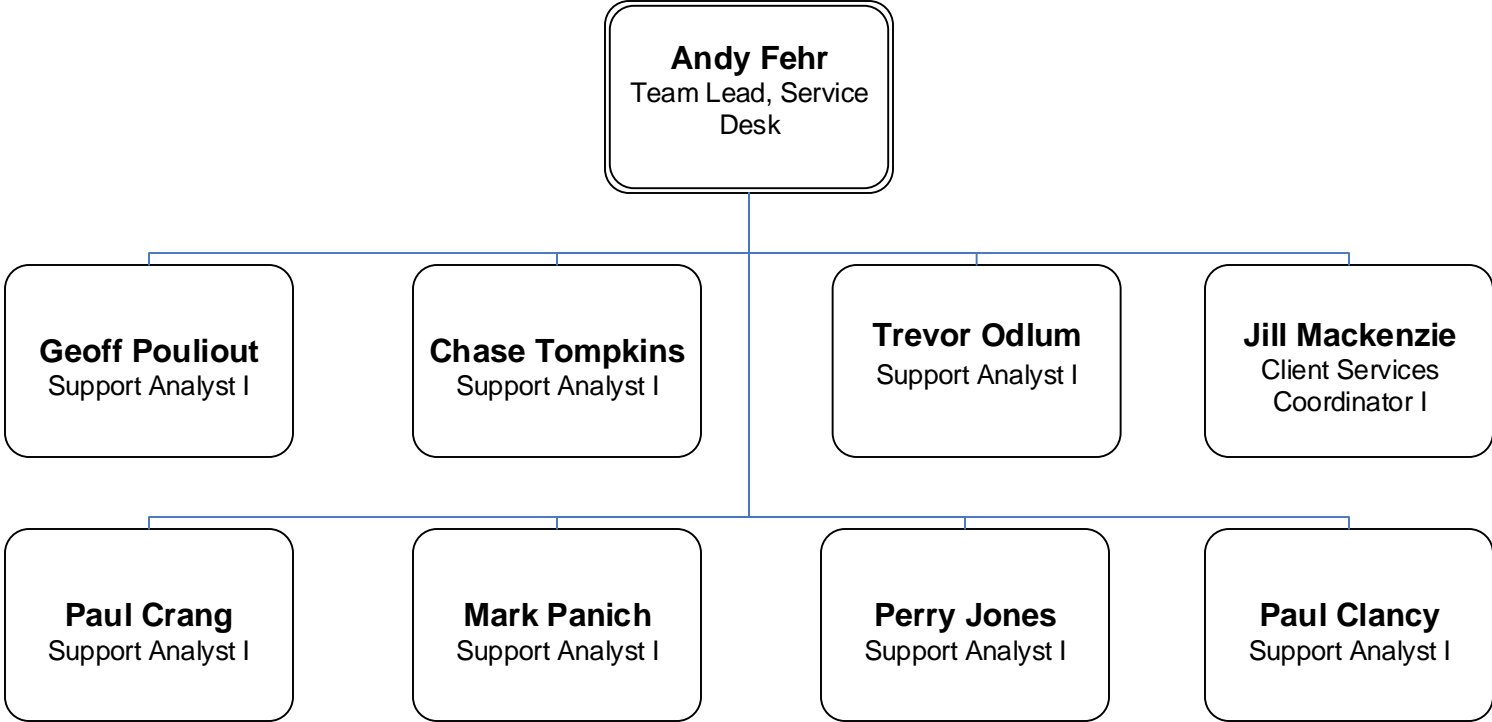 Andy Fehr
Team Lead, Service
Desk
Geoff Pouliout
Support Analyst I
Chase Tompkins
Support Analyst I
Trevor Odlum
Support Analyst I
Jill Mackenzie
Client Services
Coordinator I
Paul Crang
Support Analyst I
Mark Panich
Support Analyst I
Perry Jones
Support Analyst I
Paul Clancy
Support Analyst I